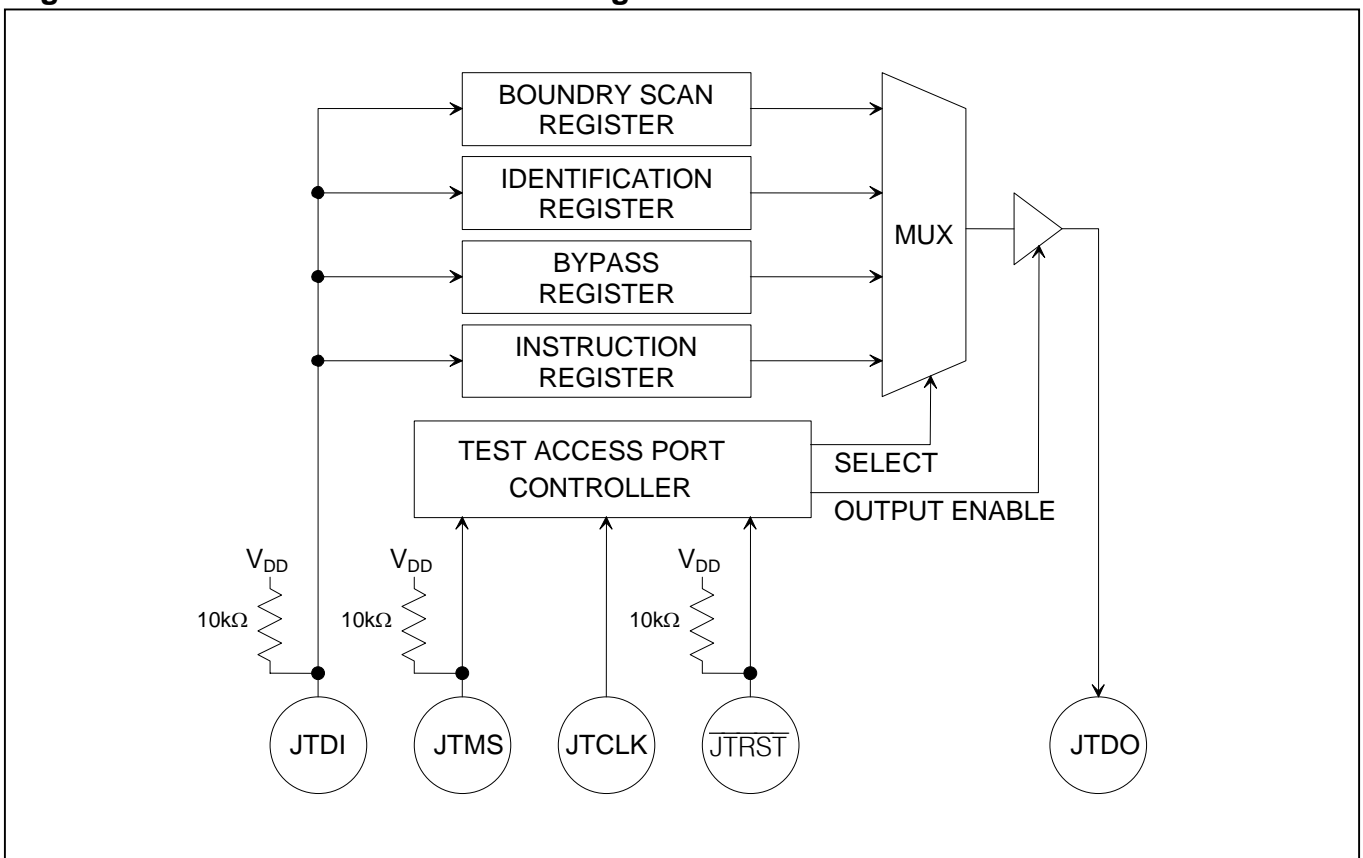 BOUNDRY SCAN
REGISTER
IDENTIFICATION
REGISTER
BYPASS
REGISTER
INSTRUCTION
REGISTER
MUX
TEST ACCESS PORT
CONTROLLER
SELECT
OUTPUT ENABLE
VDD
VDD
VDD
10kΩ
10kΩ
10kΩ
JTDI
JTMS
JTCLK
JTRST
JTDO